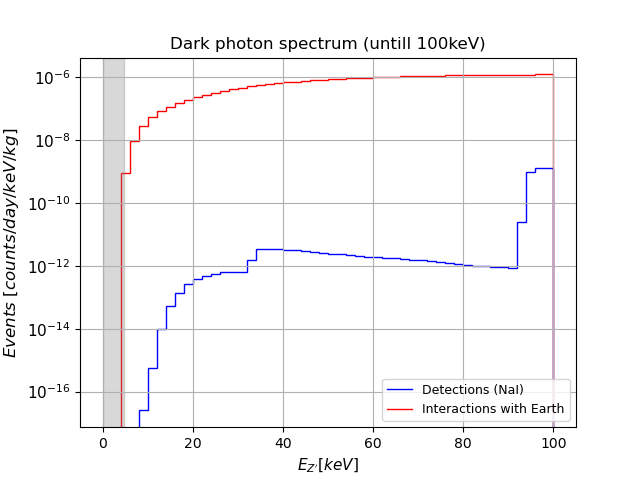 Dark photon spectrum (untill 100keV)
Events [counts/day/keV/kg]
10⁻⁶
10⁻⁸
10⁻¹⁰
10⁻¹²
10⁻¹⁴
10⁻¹⁶
Detections (NaI)
Interactions with Earth
0 20 40 60 80 100
E_{Z'}[keV]